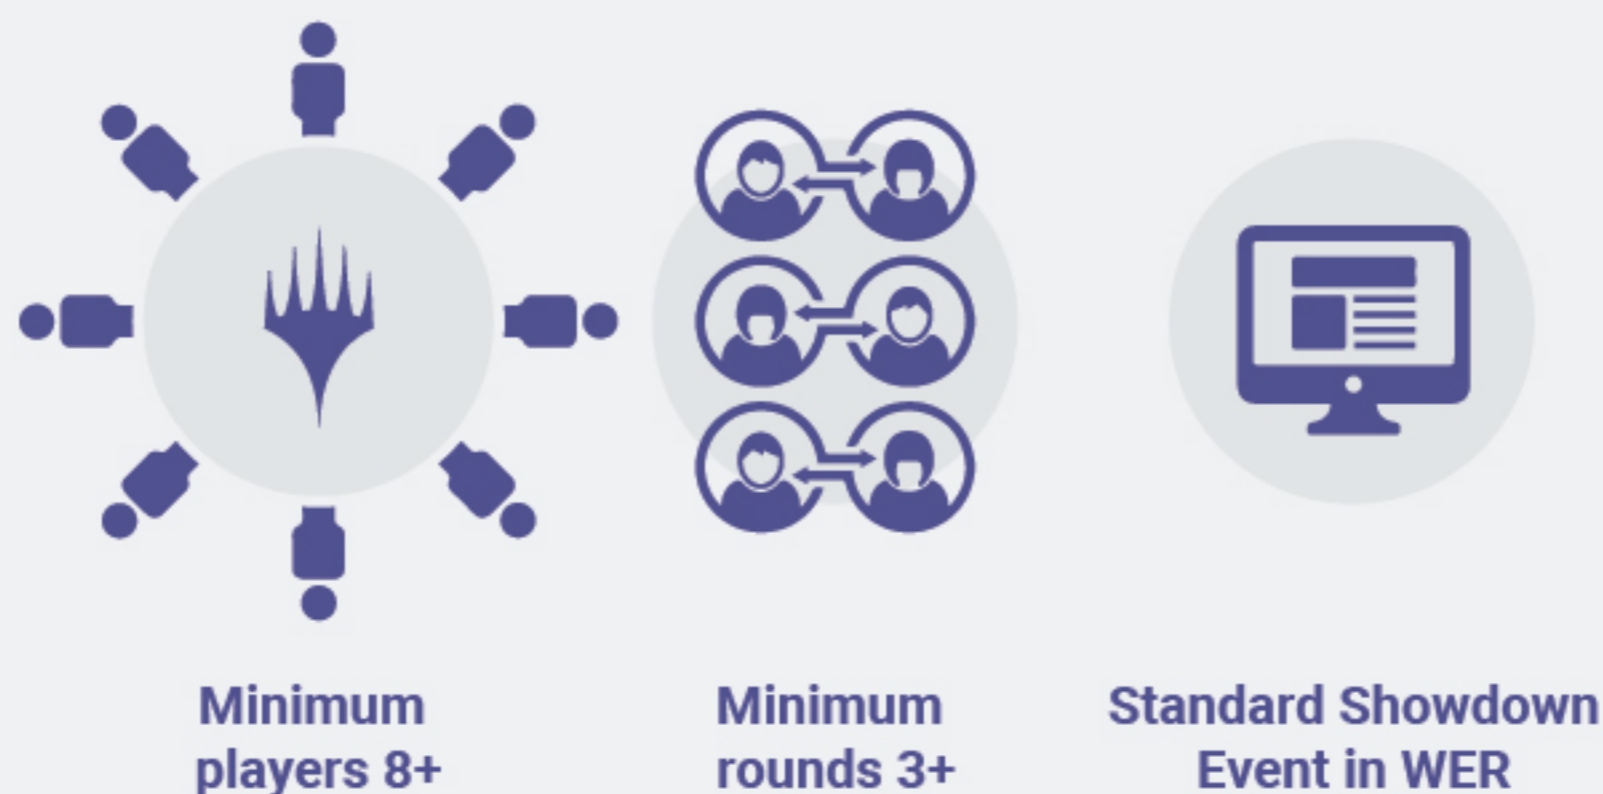 Minimum
players 8+
Minimum
rounds 3+
Standard Showdown
Event in WER